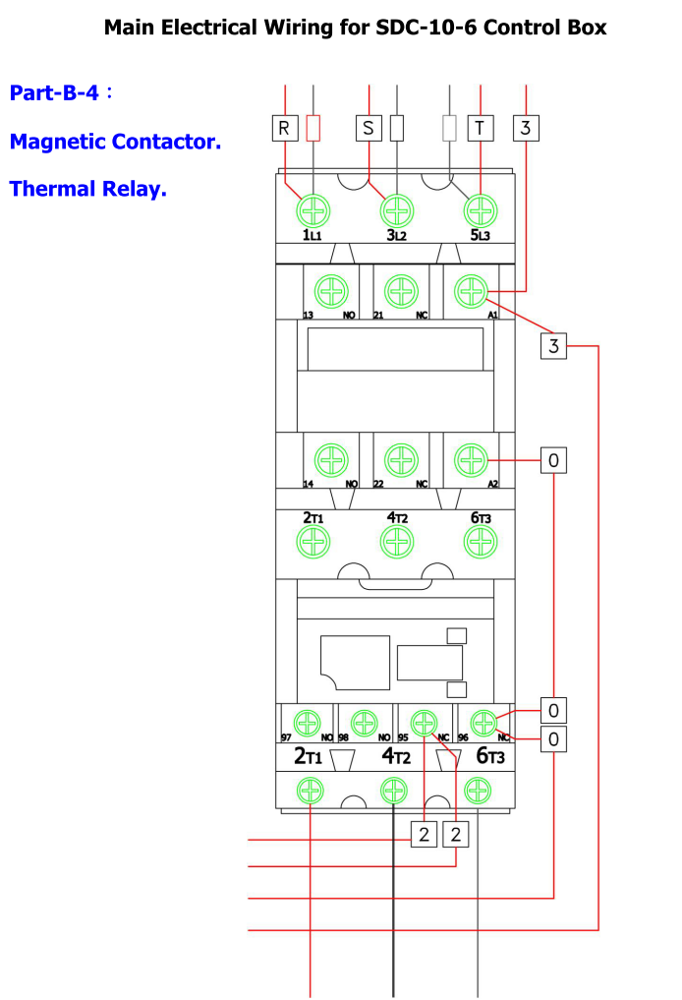 Main Electrical Wiring for SDC-10-6 Control Box
Part-B-4：
Magnetic Contactor.
Thermal Relay.
R S T 3
1L1 3L2 5L3
13 NO 21 NC A1
3
0
14 NO 22 NC A2
2T1 4T2 6T3
0
97 NO 98 NO 95 NC 96 NC
0
2T1 4T2 6T3
2 2